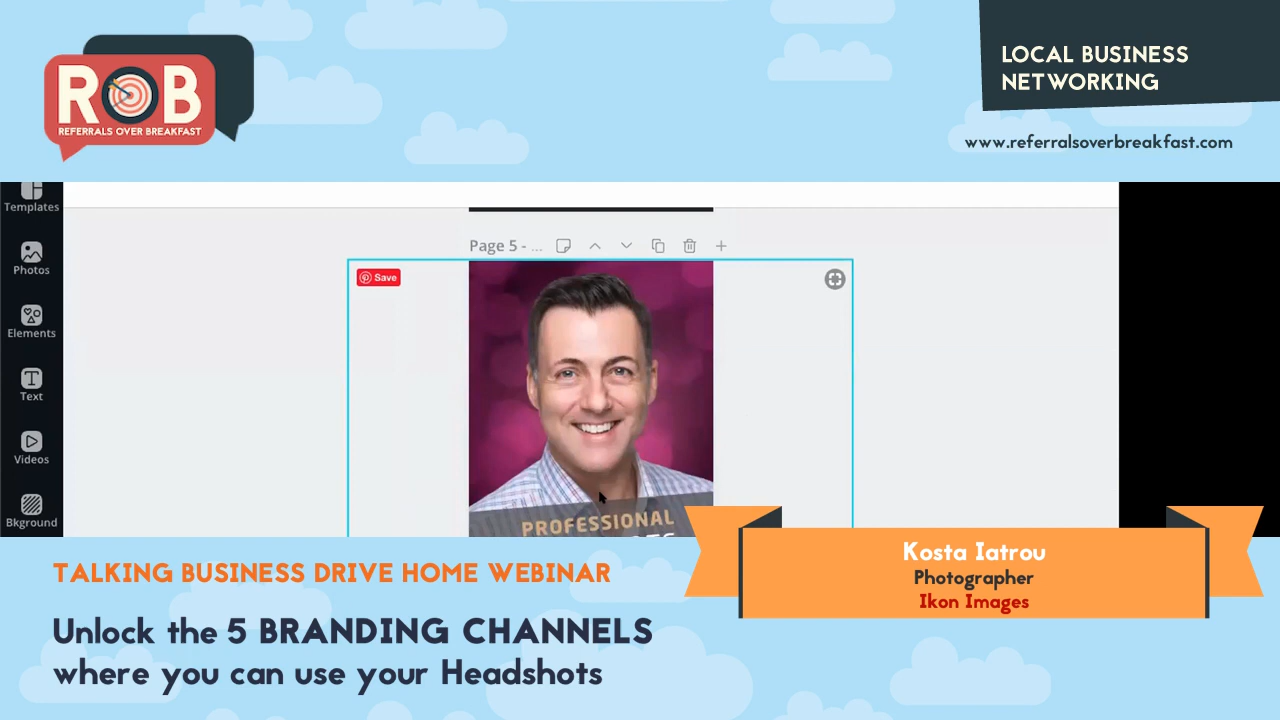 ROB
REFERRALS OVER BREAKFAST
LOCAL BUSINESS
NETWORKING
www.referralsoverbreakfast.com
Templates
Photos
Elements
Text
Videos
Bkground
Page 5 - ...
Save
PROFESSIONAL
Kosta Iatrou
Photographer
Ikon Images
TALKING BUSINESS DRIVE HOME WEBINAR
Unlock the 5 BRANDING CHANNELS
where you can use your Headshots